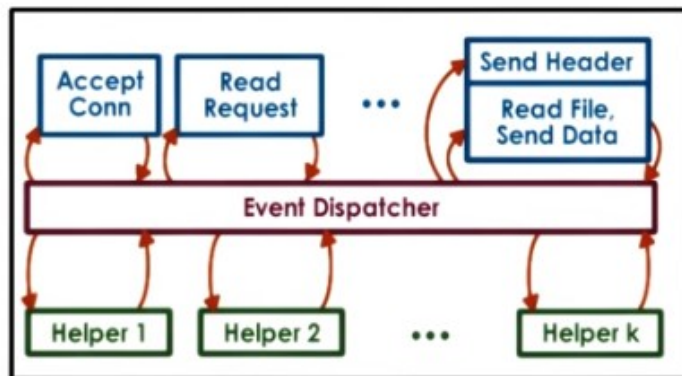 Accept
Conn
Read
Request
...
Send Header
Read File,
Send Data
Event Dispatcher
Helper 1
Helper 2
...
Helper k